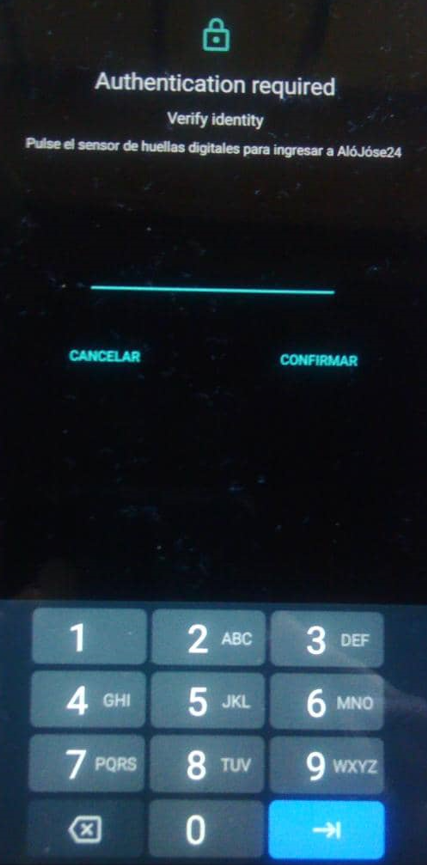 Authentication required
Verify identity
Pulse el sensor de huellas digitales para ingresar a AlóJóse24
CANCELAR CONFIRMAR
1 2 ABC 3 DEF
4 GHI 5 JKL 6 MNO
7 PQRS 8 TUV 9 WXYZ
0